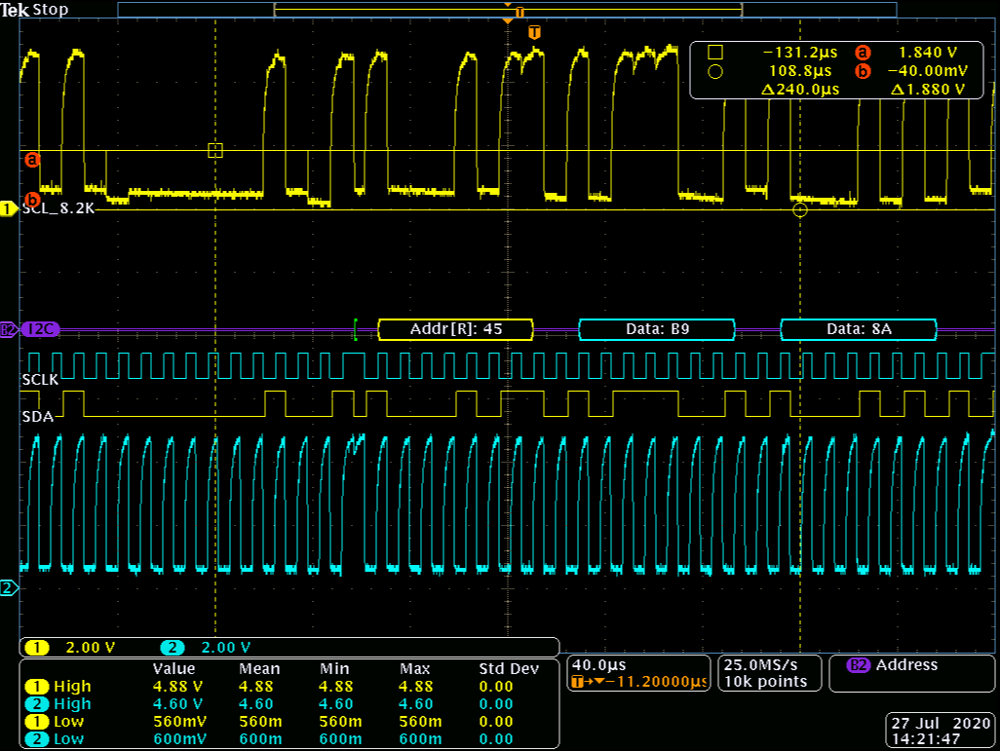 Tek Stop
T
T
a -131.2µs a 1.840 V
108.8µs b -40.00mV
Δ240.0µs Δ1.880 V
a
b
1 SCL_8.2K
B2 I2C [ Addr[R]: 45 Data: B9 Data: 8A
SCLK
SDA
2
1 2.00 V 2 2.00 V
Value Mean Min Max Std Dev
1 High 4.88 V 4.88 4.88 4.88 0.00
2 High 4.60 V 4.60 4.60 4.60 0.00
1 Low 560mV 560m 560m 560m 0.00
2 Low 600mV 600m 600m 600m 0.00
40.0µs
T→▼-11.20000µs
25.0MS/s
10k points
B2 Address
27 Jul 2020
14:21:47